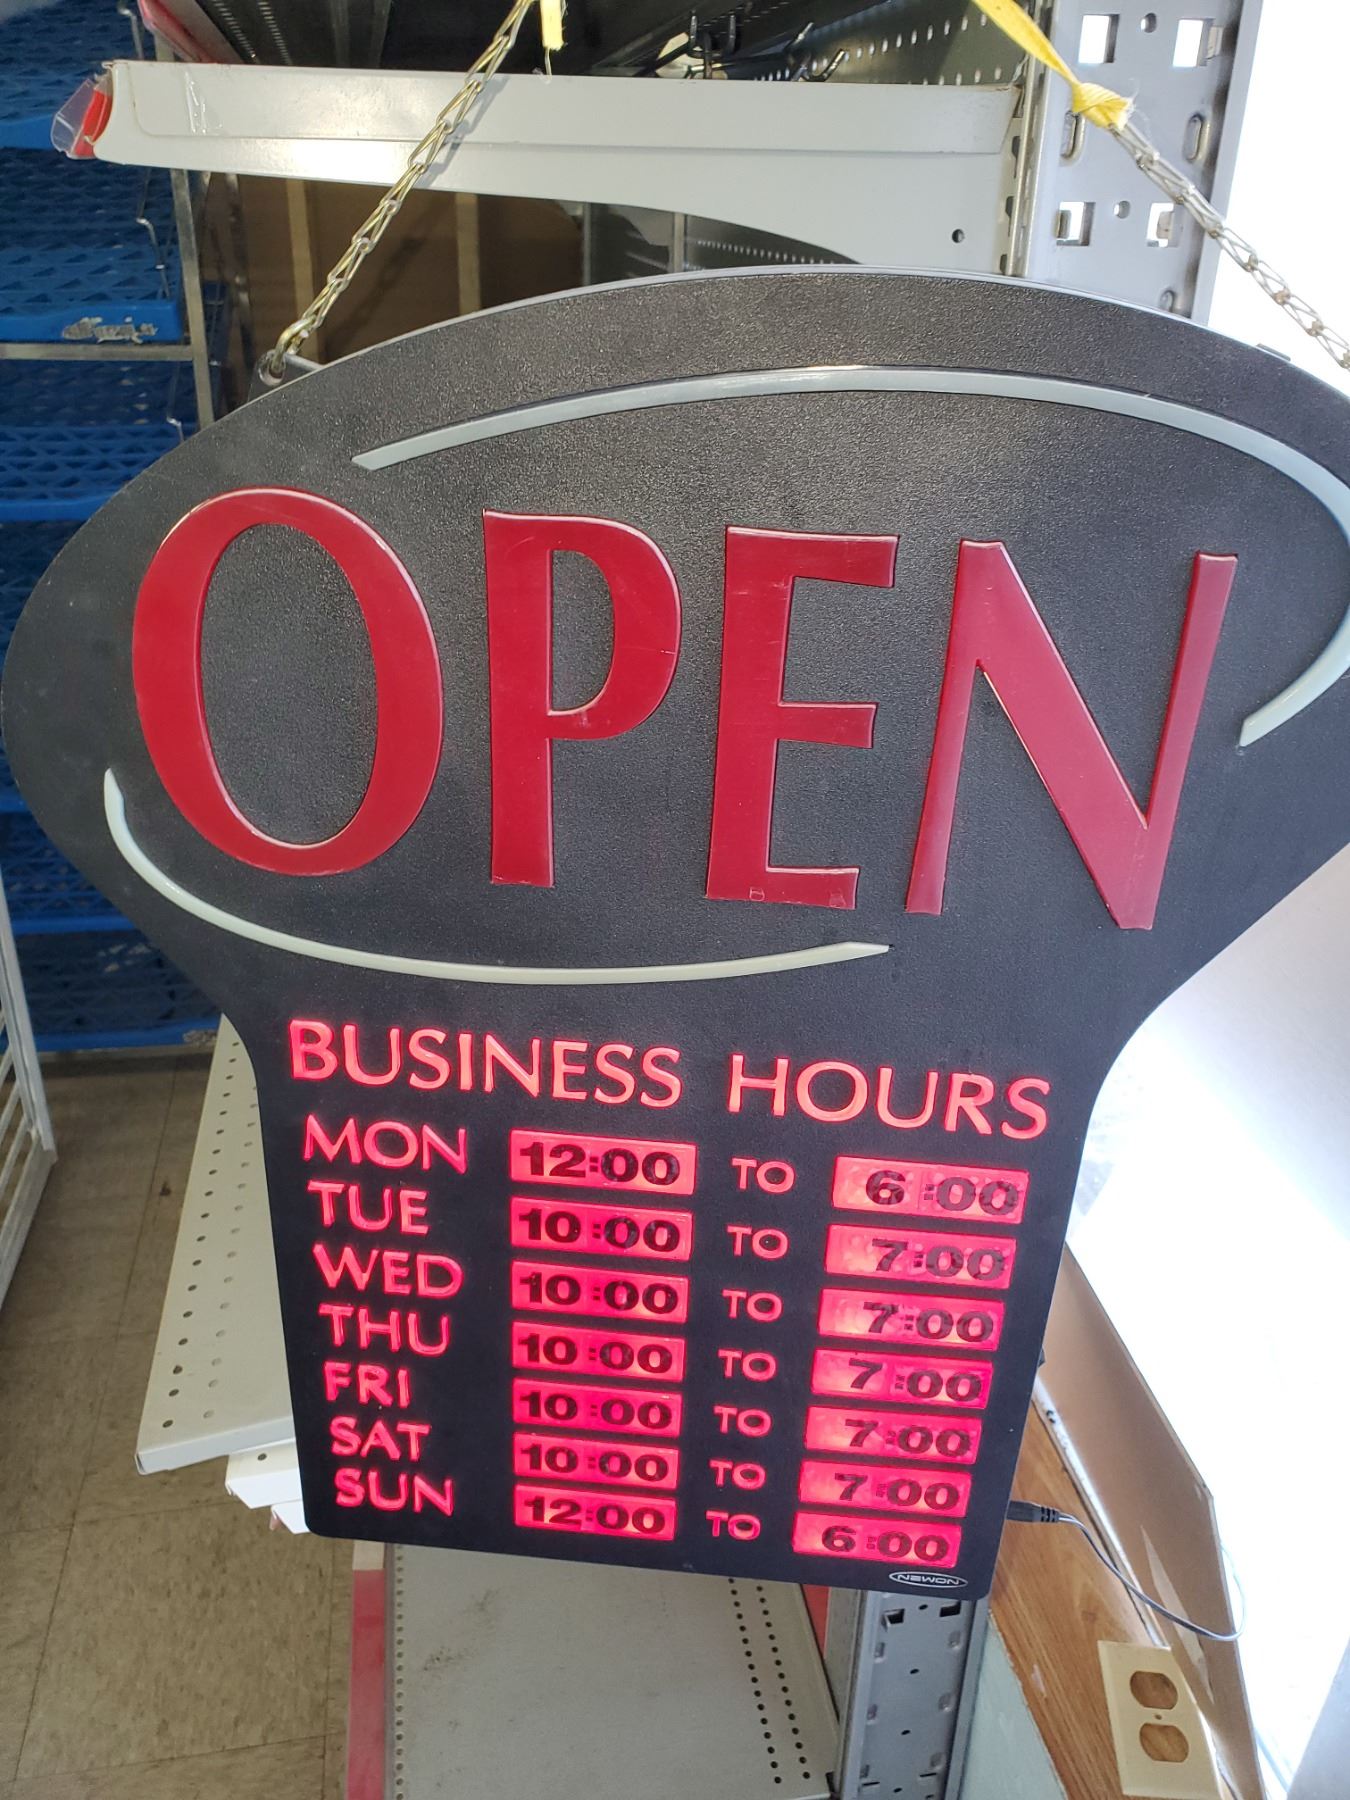 OPEN
BUSINESS HOURS
MON 12:00 TO 6:00
TUE 10:00 TO 7:00
WED 10:00 TO 7:00
THU 10:00 TO 7:00
FRI 10:00 TO 7:00
SAT 10:00 TO 7:00
SUN 12:00 TO 6:00
NEWON